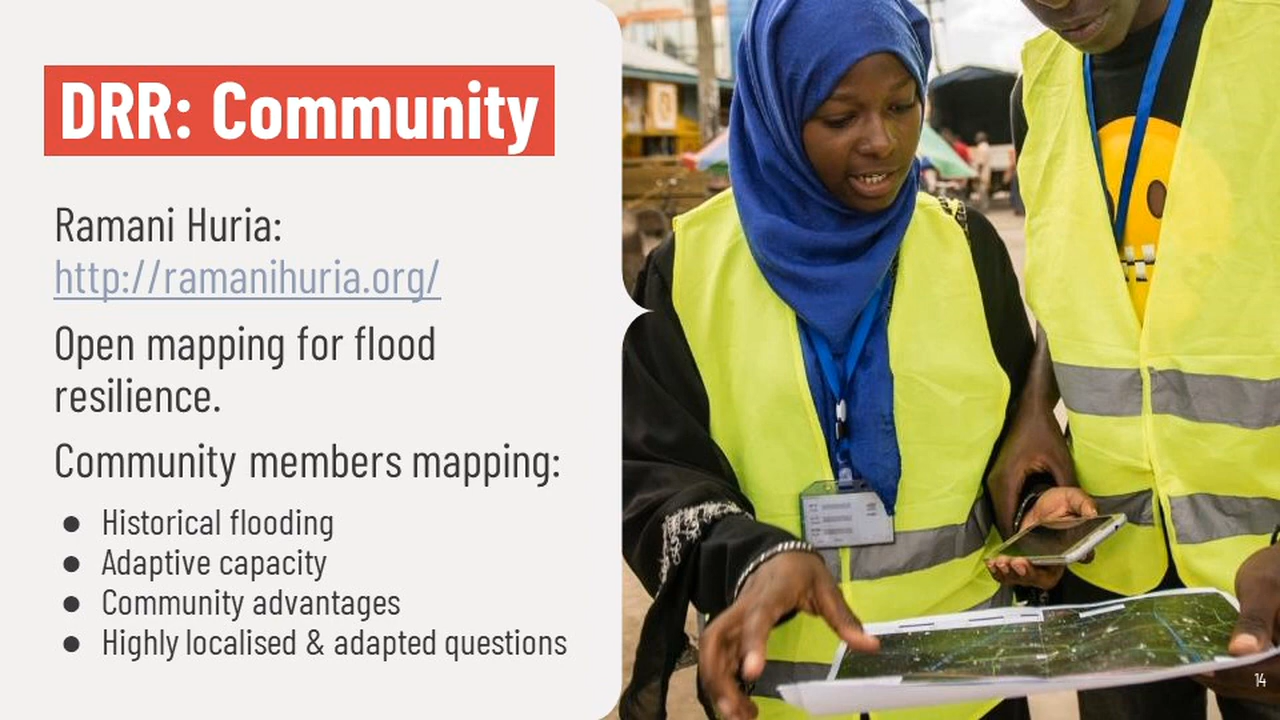 DRR: Community
Ramani Huria:
http://ramanihuria.org/
Open mapping for flood
resilience.
Community members mapping:
● Historical flooding
● Adaptive capacity
● Community advantages
● Highly localised & adapted questions
14